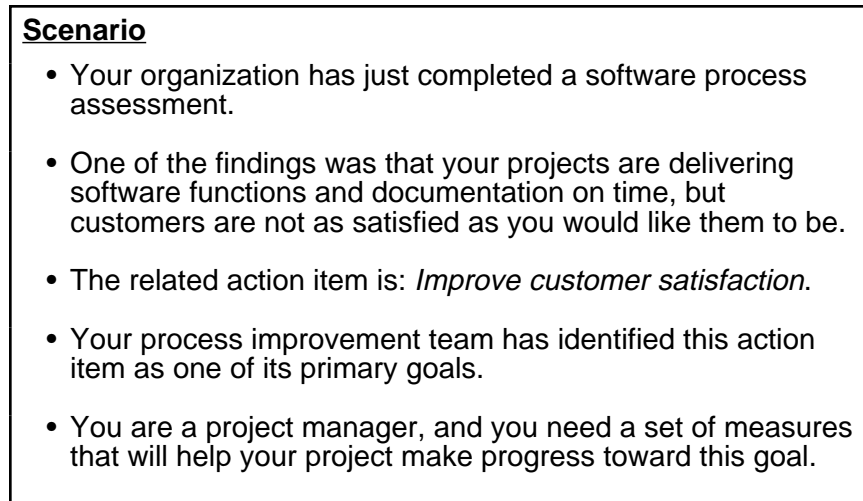 Scenario
• Your organization has just completed a software process
assessment.
• One of the findings was that your projects are delivering
software functions and documentation on time, but
customers are not as satisfied as you would like them to be.
• The related action item is: Improve customer satisfaction.
• Your process improvement team has identified this action
item as one of its primary goals.
• You are a project manager, and you need a set of measures
that will help your project make progress toward this goal.